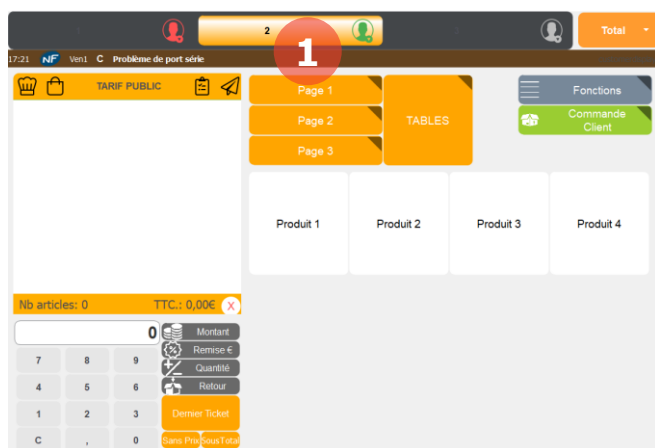 2
Total
1
17:21 NF Ven1 C Problème de port série
TARIF PUBLIC
Page 1
Page 2
Page 3
TABLES
Fonctions
Commande
Client
Produit 1
Produit 2
Produit 3
Produit 4
Nb articles: 0 TTC.: 0,00€ X
0
Montant
Remise €
Quantité
Retour
7 8 9
4 5 6
1 2 3
C , 0
Dernier Ticket
Sans Prix SousTotal